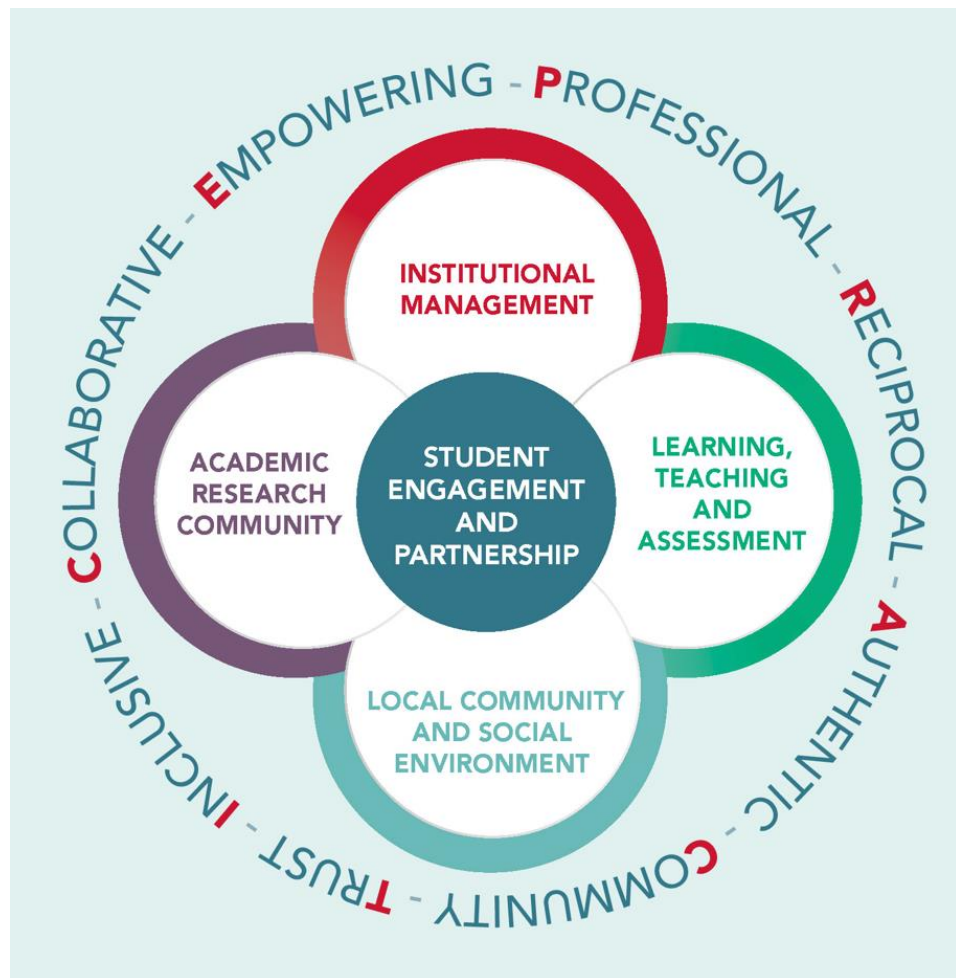 EMPOWERING - PROFESSIONAL - RECIPROCAL - AUTHENTIC - COMMUNITY - TRUST - INCLUSIVE - COLLABORATIVE -
INSTITUTIONAL
MANAGEMENT
ACADEMIC
RESEARCH
COMMUNITY
STUDENT
ENGAGEMENT
AND
PARTNERSHIP
LEARNING,
TEACHING
AND
ASSESSMENT
LOCAL COMMUNITY
AND SOCIAL
ENVIRONMENT